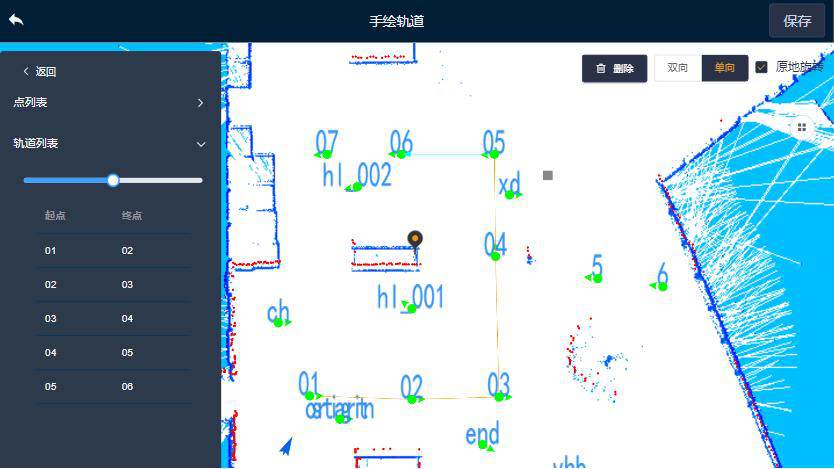 手绘轨道
保存
返回
删除
双向
单向
原地旋转
点列表
轨道列表
起点 终点
01 02
02 03
03 04
04 05
05 06
07
06
05
hl_002
xd
04
5
6
hl_001
ch
01
02
03
end